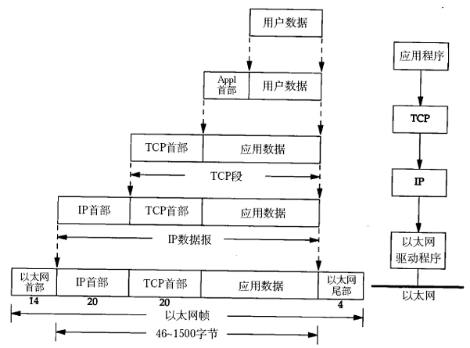 用户数据
应用程序
Appl
首部
用户数据
TCP
TCP首部
应用数据
TCP段
IP
IP首部
TCP首部
应用数据
IP数据报
以太网
驱动程序
以太网
首部
IP首部
TCP首部
应用数据
以太网
尾部
以太网
14
20
20
4
以太网帧
46~1500字节